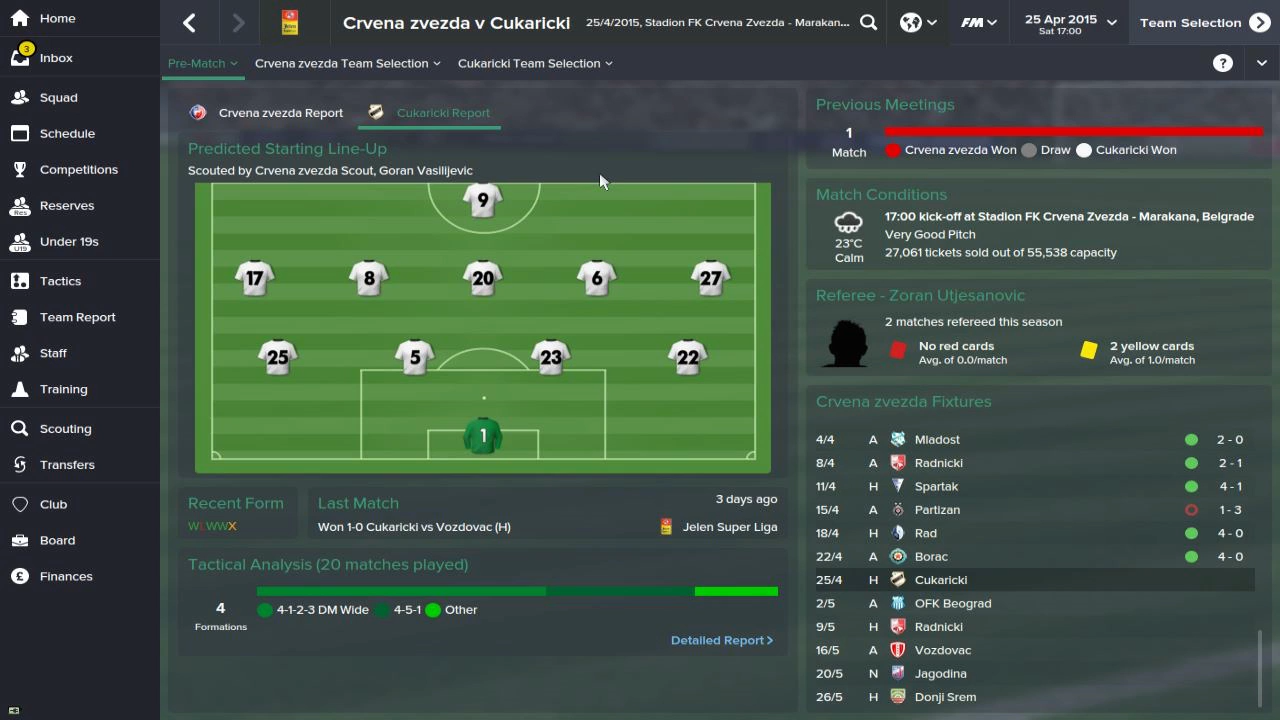 Home
3
Inbox
Squad
Schedule
Competitions
Res
Reserves
U19
Under 19s
Tactics
Team Report
Staff
Training
Scouting
Transfers
Club
Board
£
Finances
Crvena zvezda v Cukaricki
25/4/2015, Stadion FK Crvena Zvezda - Marakan...
FM
25 Apr 2015
Sat 17:00
Team Selection
Pre-Match
Crvena zvezda Team Selection
Cukaricki Team Selection
?
Crvena zvezda Report
Cukaricki Report
Predicted Starting Line-Up
Scouted by Crvena zvezda Scout, Goran Vasilijevic
9
17 8 20 6 27
25 5 23 22
1
Recent Form
WLWWX
Last Match
3 days ago
Won 1-0 Cukaricki vs Vozdovac (H)
Jelen Super Liga
Tactical Analysis (20 matches played)
4
Formations
4-1-2-3 DM Wide
4-5-1
Other
Detailed Report >
Previous Meetings
1
Match
Crvena zvezda Won
Draw
Cukaricki Won
Match Conditions
23°C
Calm
17:00 kick-off at Stadion FK Crvena Zvezda - Marakana, Belgrade
Very Good Pitch
27,061 tickets sold out of 55,538 capacity
Referee - Zoran Utjesanovic
2 matches refereed this season
No red cards
Avg. of 0.0/match
2 yellow cards
Avg. of 1.0/match
Crvena zvezda Fixtures
4/4 A Mladost 2 - 0
8/4 A Radnicki 2 - 1
11/4 H Spartak 4 - 1
15/4 A Partizan 1 - 3
18/4 H Rad 4 - 0
22/4 A Borac 4 - 0
25/4 H Cukaricki
2/5 A OFK Beograd
9/5 H Radnicki
16/5 A Vozdovac
20/5 N Jagodina
26/5 H Donji Srem